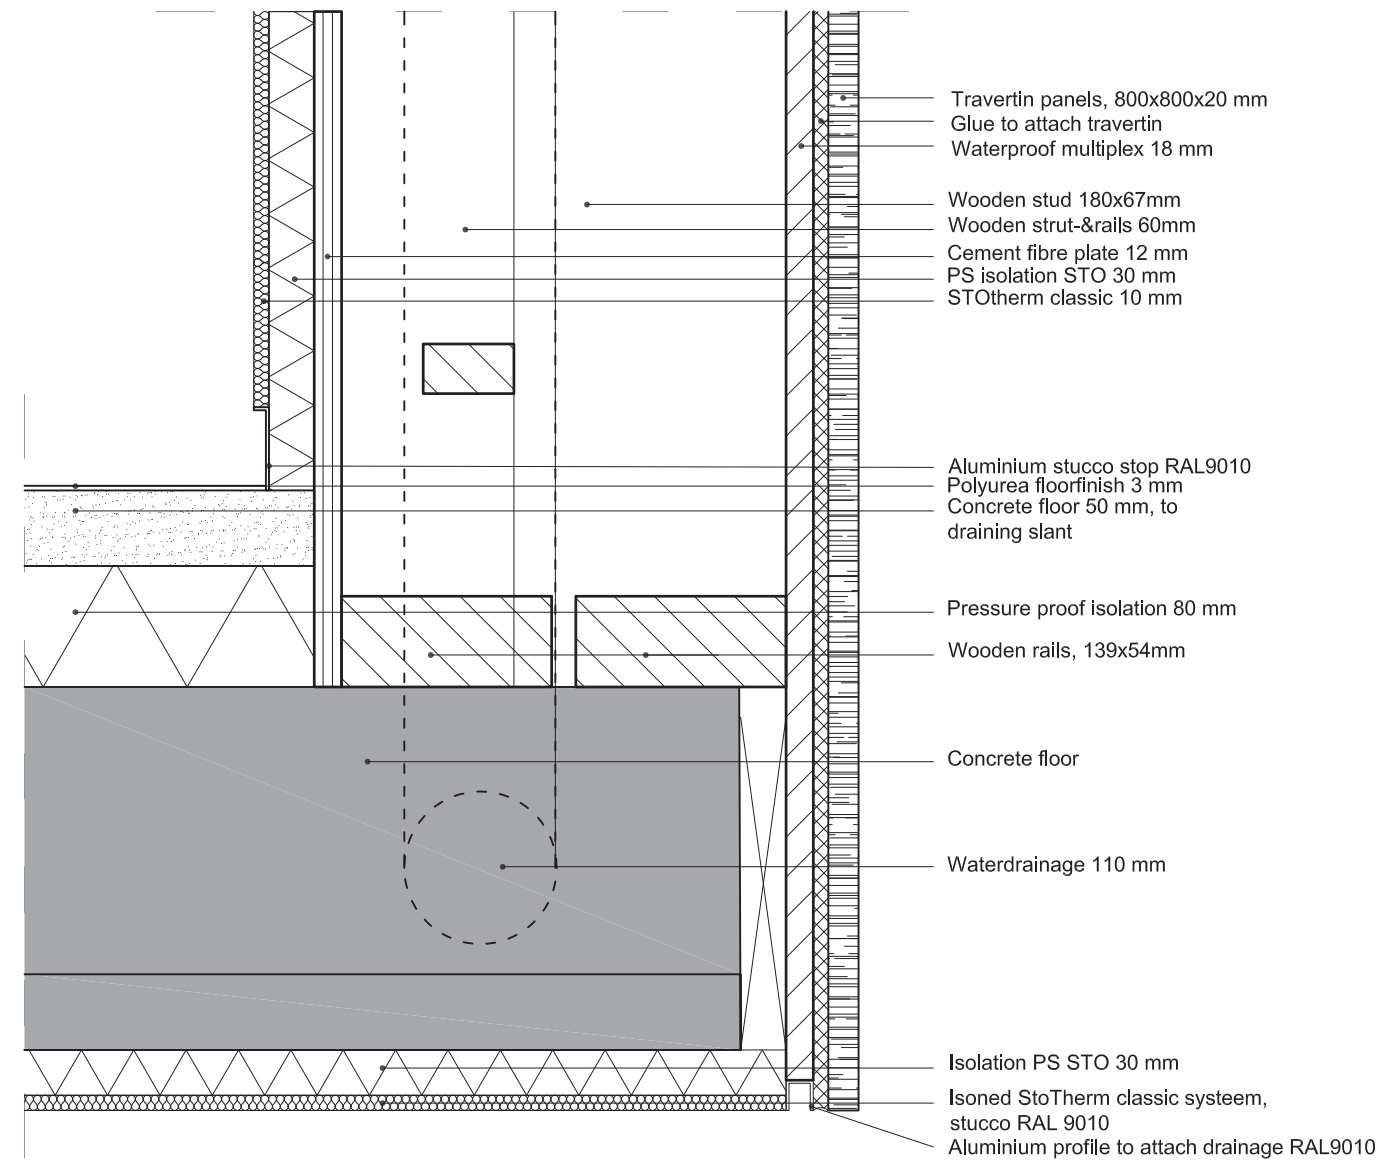 Travertin panels, 800x800x20 mm
Glue to attach travertin
Waterproof multiplex 18 mm
Wooden stud 180x67mm
Wooden strut-&rails 60mm
Cement fibre plate 12 mm
PS isolation STO 30 mm
STOtherm classic 10 mm
Aluminium stucco stop RAL9010
Polyurea floorfinish 3 mm
Concrete floor 50 mm, to
draining slant
Pressure proof isolation 80 mm
Wooden rails, 139x54mm
Concrete floor
Waterdrainage 110 mm
Isolation PS STO 30 mm
Isoned StoTherm classic systeem,
stucco RAL 9010
Aluminium profile to attach drainage RAL9010